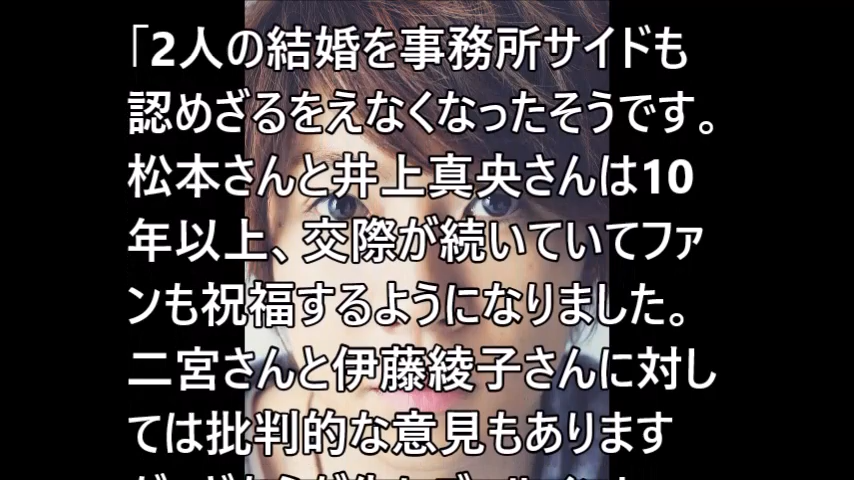 「2人の結婚を事務所サイドも
認めざるをえなくなったそうです。
松本さんと井上真央さんは10
年以上、交際が続いていてファ
ンも祝福するようになりました。
二宮さんと伊藤綾子さんに対し
ては批判的な意見もあります